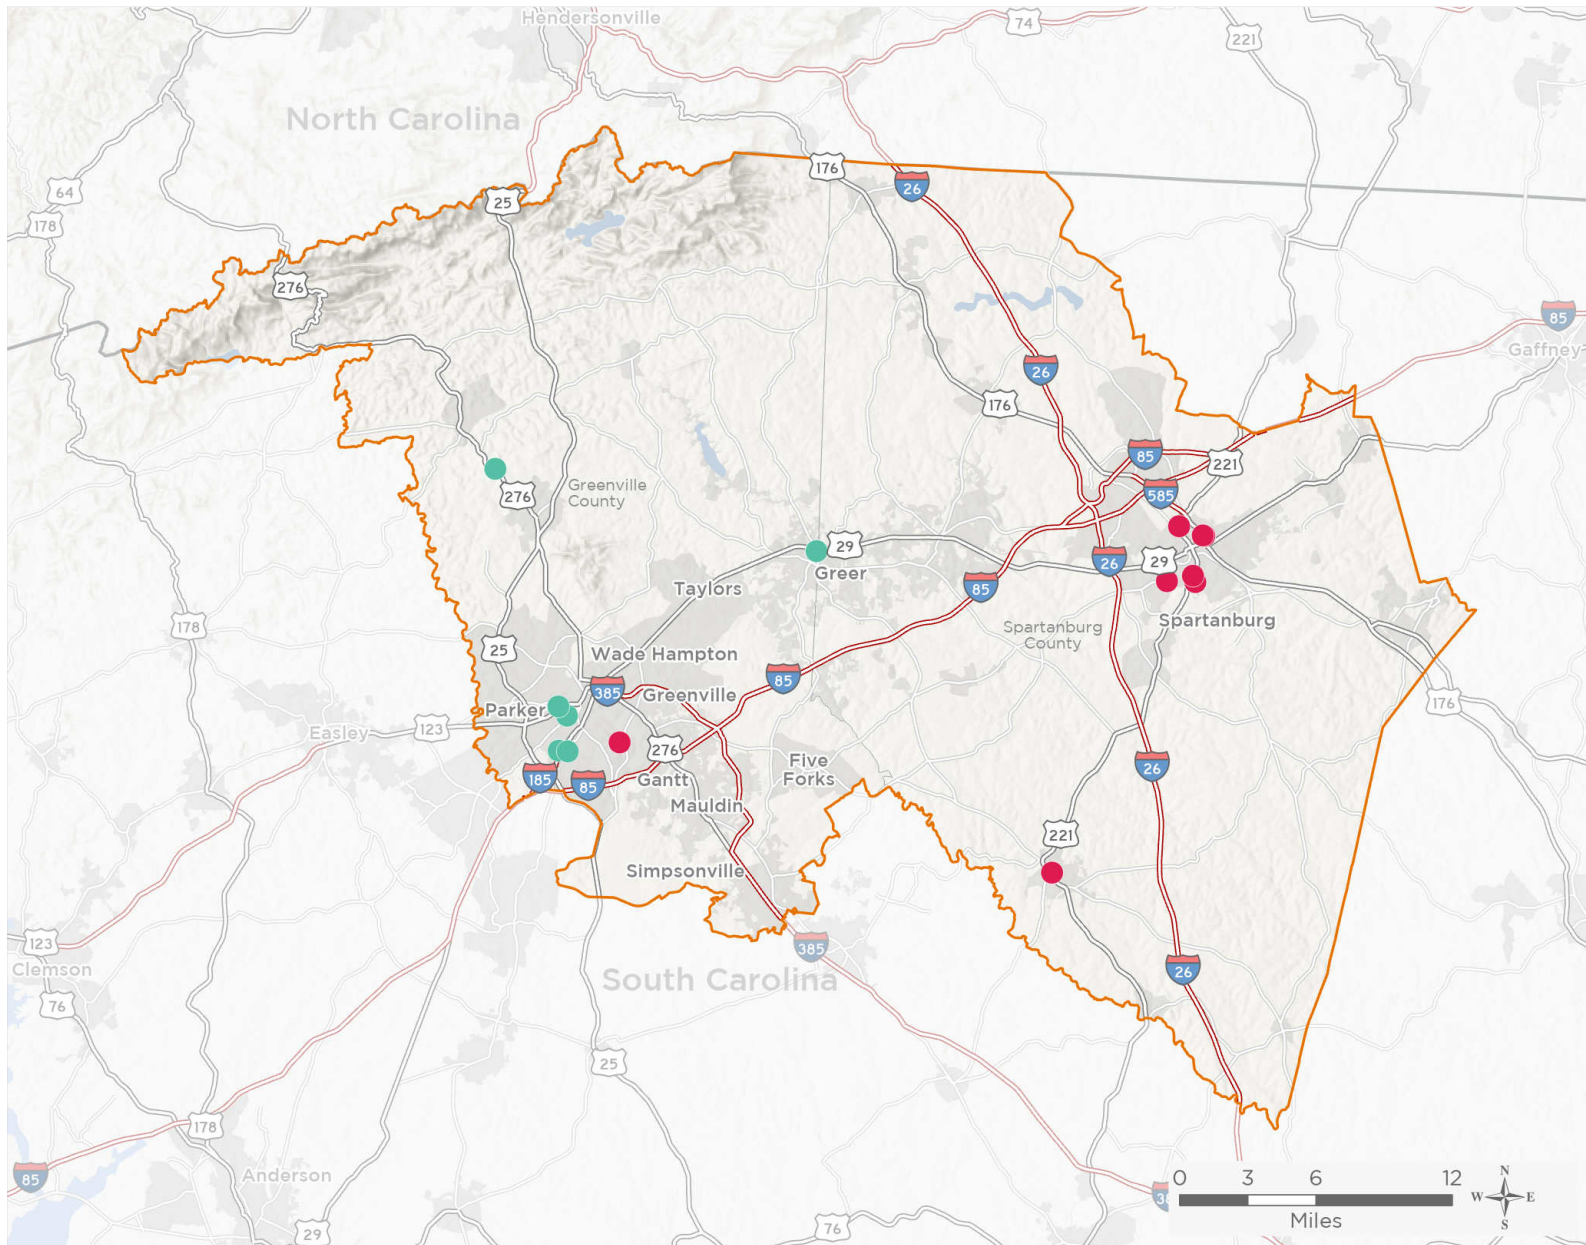 Hendersonville
74
221
North Carolina
176
26
64
25
178
276
85
26
Gaffney
176
85
221
276
Greenville
County
585
29
Greer
26
29
85
Taylors
178
Spartanburg
Spartanburg
County
25
Wade Hampton
85
385
Greenville
176
Parker
123
Easley
276
Five
Forks
26
185
85
Gantt
Mauldin
221
Simpsonville
123
385
Clemson
26
South Carolina
76
25
178
Anderson
85
0 3 6 12
Miles
N
W E
S
29
76